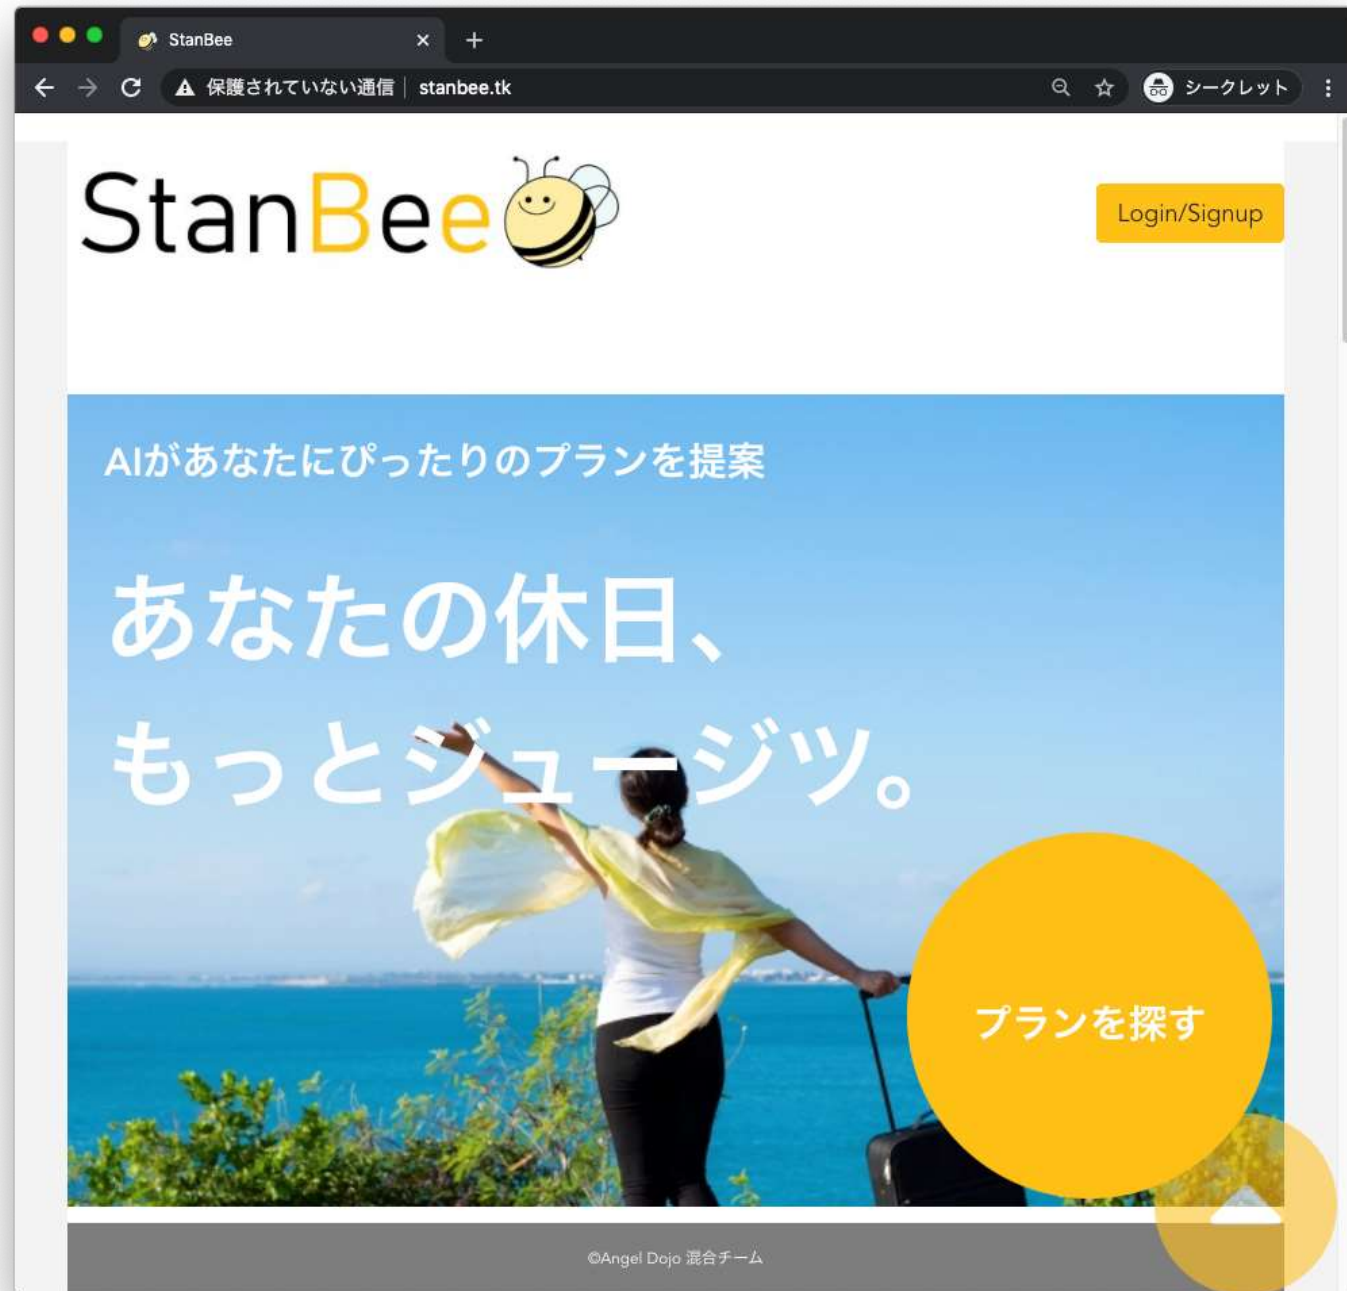 StanBee
保護されていない通信 | stanbee.tk
シークレット
StanBee
Login/Signup
AIがあなたにぴったりのプランを提案
あなたの休日、
もっとジュージツ。
プランを探す
©Angel Dojo 混合チーム